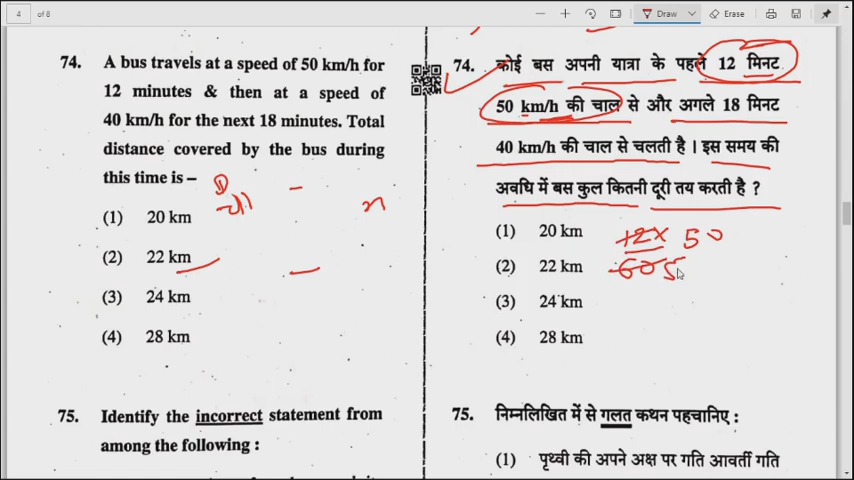 4 of 8
Draw
Erase
74. A bus travels at a speed of 50 km/h for
12 minutes & then at a speed of
40 km/h for the next 18 minutes. Total
distance covered by the bus during
this time is –
(1) 20 km
(2) 22 km
(3) 24 km
(4) 28 km
75. Identify the incorrect statement from
among the following :
74. कोई बस अपनी यात्रा के पहले 12 मिनट
50 km/h की चाल से और अगले 18 मिनट
40 km/h की चाल से चलती है। इस समय की
अवधि में बस कुल कितनी दूरी तय करती है ?
(1) 20 km
12 x 50
(2) 22 km
60 5
(3) 24 km
(4) 28 km
75. निम्नलिखित में से गलत कथन पहचानिए :
(1) पृथ्वी की अपने अक्ष पर गति आवर्ती गति